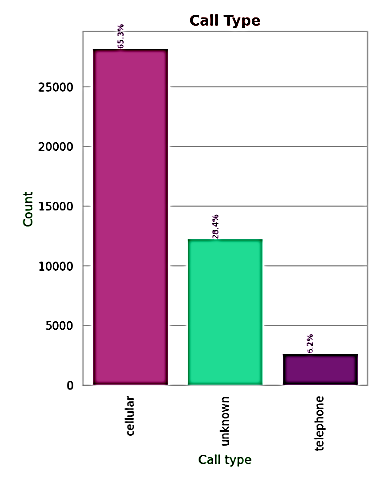 Call Type
65.3%
28.4%
6.2%
25000
20000
15000
10000
5000
0
Count
cellular
unknown
telephone
Call type